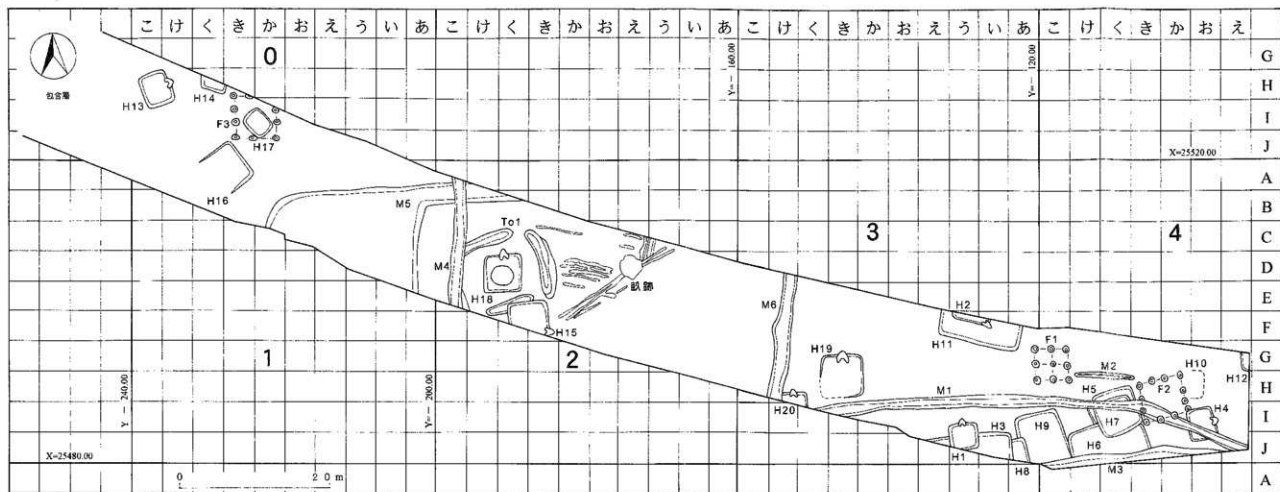 こ け く き か お え う い あ こ け く き か お え う い あ こ け く き か お え う い あ こ け く き か お え
0
包含層
Y=-160.00
Y=-120.00
G
H
I
J
A
B
C
D
E
F
G
H
I
J
A
H13
H14
F3
H17
H16
X=25520.00
M5
To1
3
4
M4
H18
畝跡
H15
M6
H2
H11
1
2
H19
F1
M2
H10
H12
Y=-240.00
Y=-200.00
H20
M1
H5
F2
H4
H9
H7
H3
H6
H1
H8
M3
X=25480.00
0 20m